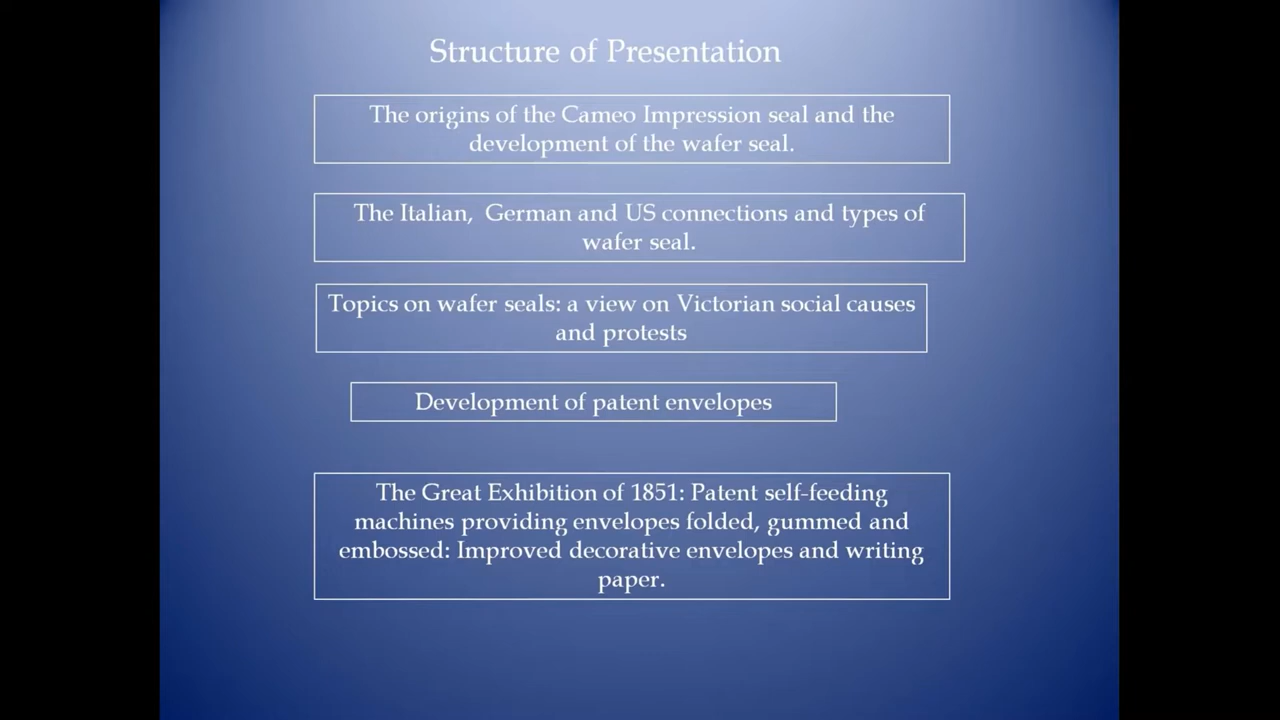 Structure of Presentation
The origins of the Cameo Impression seal and the
development of the wafer seal.
The Italian,  German and US connections and types of
wafer seal.
Topics on wafer seals: a view on Victorian social causes
and protests
Development of patent envelopes
The Great Exhibition of 1851: Patent self-feeding
machines providing envelopes folded, gummed and
embossed: Improved decorative envelopes and writing
paper.